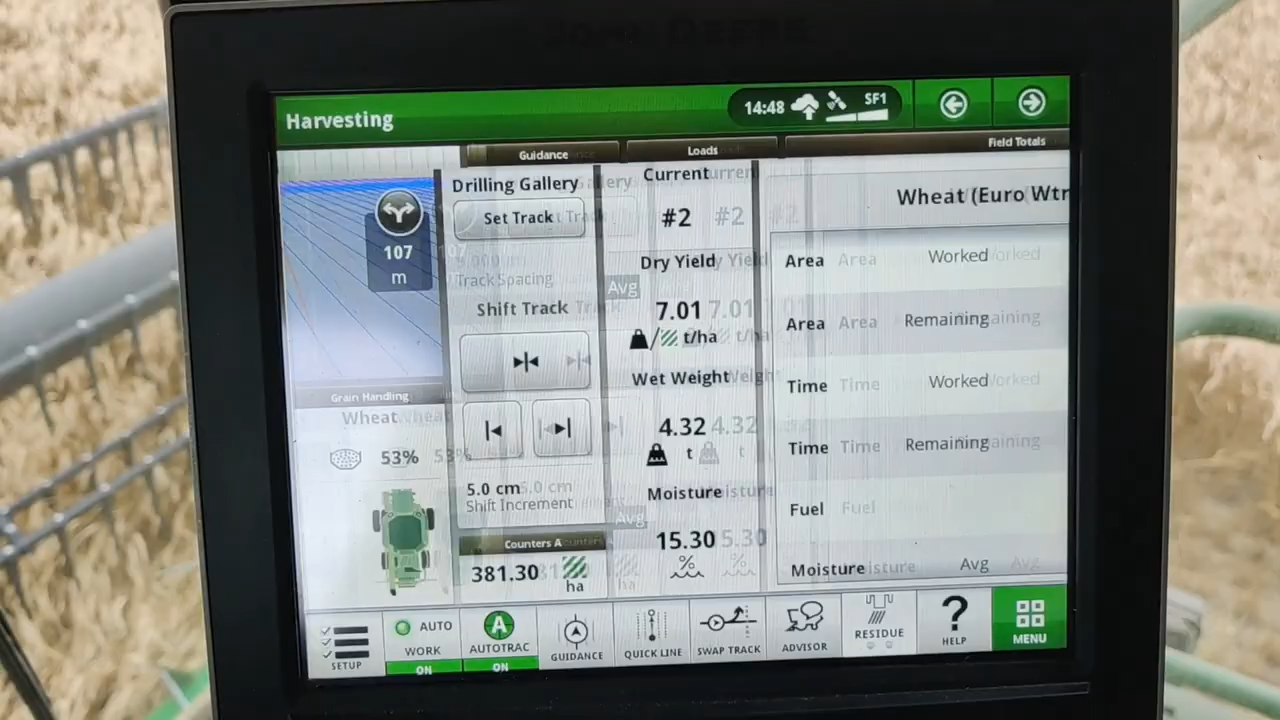 JOHN DEERE
Harvesting
14:48
SF1
Guidance
Loads
Field Totals
107
m
Drilling Gallery
Set Track
Track Spacing
Shift Track
5.0 cm
Shift Increment
Counters A
381.30
ha
Grain Handling
Wheat
53%
Current
#2
Dry Yield
Avg
7.01
t/ha
Wet Weight
4.32
t
Moisture
Avg
15.30
%
Wheat (Euro Wtr
Area Worked
Area Remaining
Time Worked
Time Remaining
Fuel
Moisture Avg
SETUP
AUTO
WORK
ON
A
AUTOTRAC
ON
GUIDANCE
QUICK LINE
SWAP TRACK
ADVISOR
RESIDUE
?
HELP
MENU